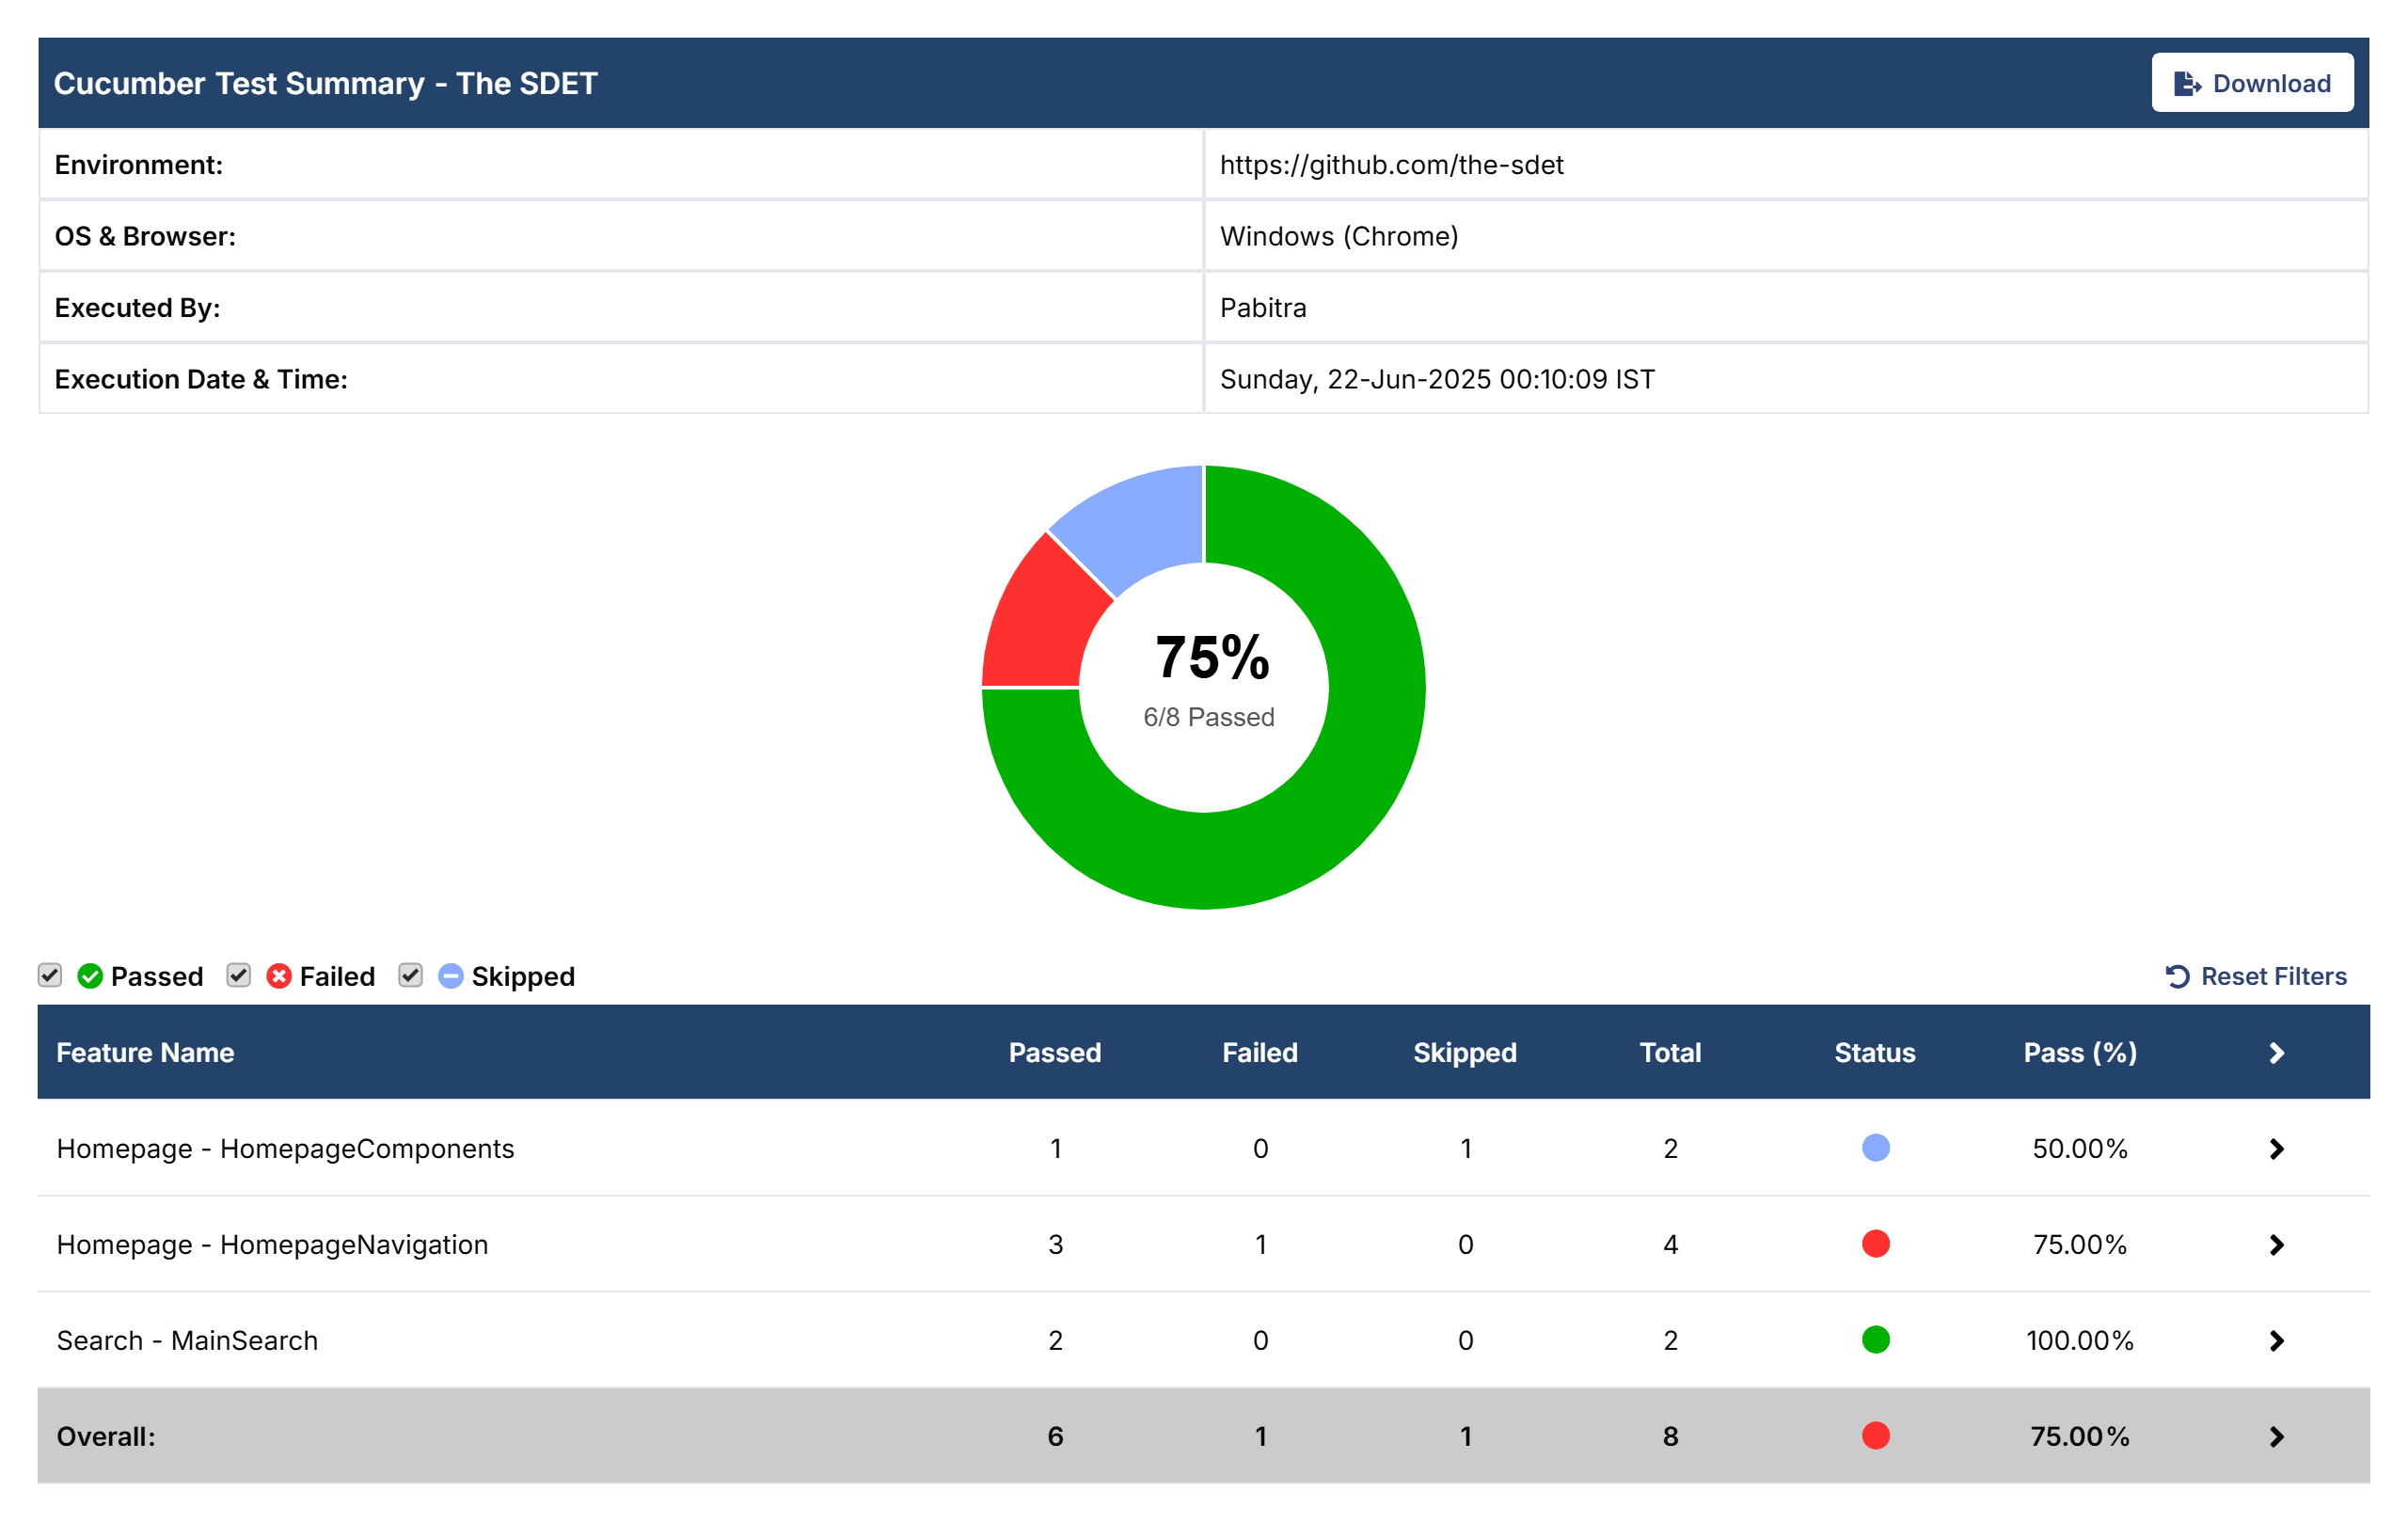 Cucumber Test Summary - The SDET
Download
Environment: https://github.com/the-sdet
OS & Browser: Windows (Chrome)
Executed By: Pabitra
Execution Date & Time: Sunday, 22-Jun-2025 00:10:09 IST
75%
6/8 Passed
Passed Failed Skipped Reset Filters
Feature Name Passed Failed Skipped Total Status Pass (%)
Homepage - HomepageComponents 1 0 1 2 50.00%
Homepage - HomepageNavigation 3 1 0 4 75.00%
Search - MainSearch 2 0 0 2 100.00%
Overall: 6 1 1 8 75.00%